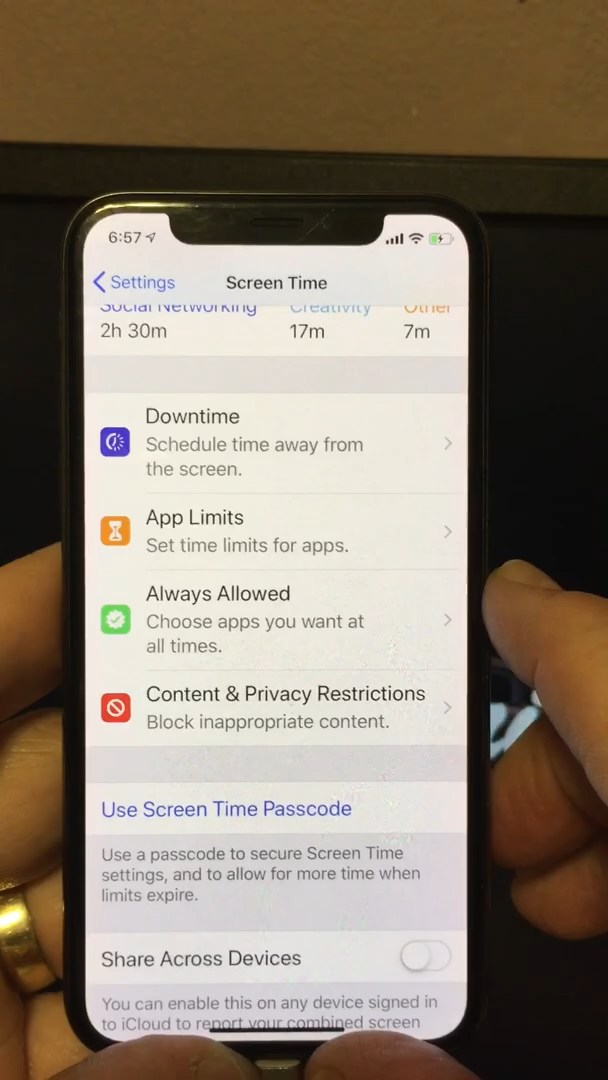 6:57
Settings
Screen Time
Social Networking Creativity Other
2h 30m 17m 7m
Downtime
Schedule time away from
the screen.
App Limits
Set time limits for apps.
Always Allowed
Choose apps you want at
all times.
Content & Privacy Restrictions
Block inappropriate content.
Use Screen Time Passcode
Use a passcode to secure Screen Time
settings, and to allow for more time when
limits expire.
Share Across Devices
You can enable this on any device signed in
to iCloud to report your combined screen